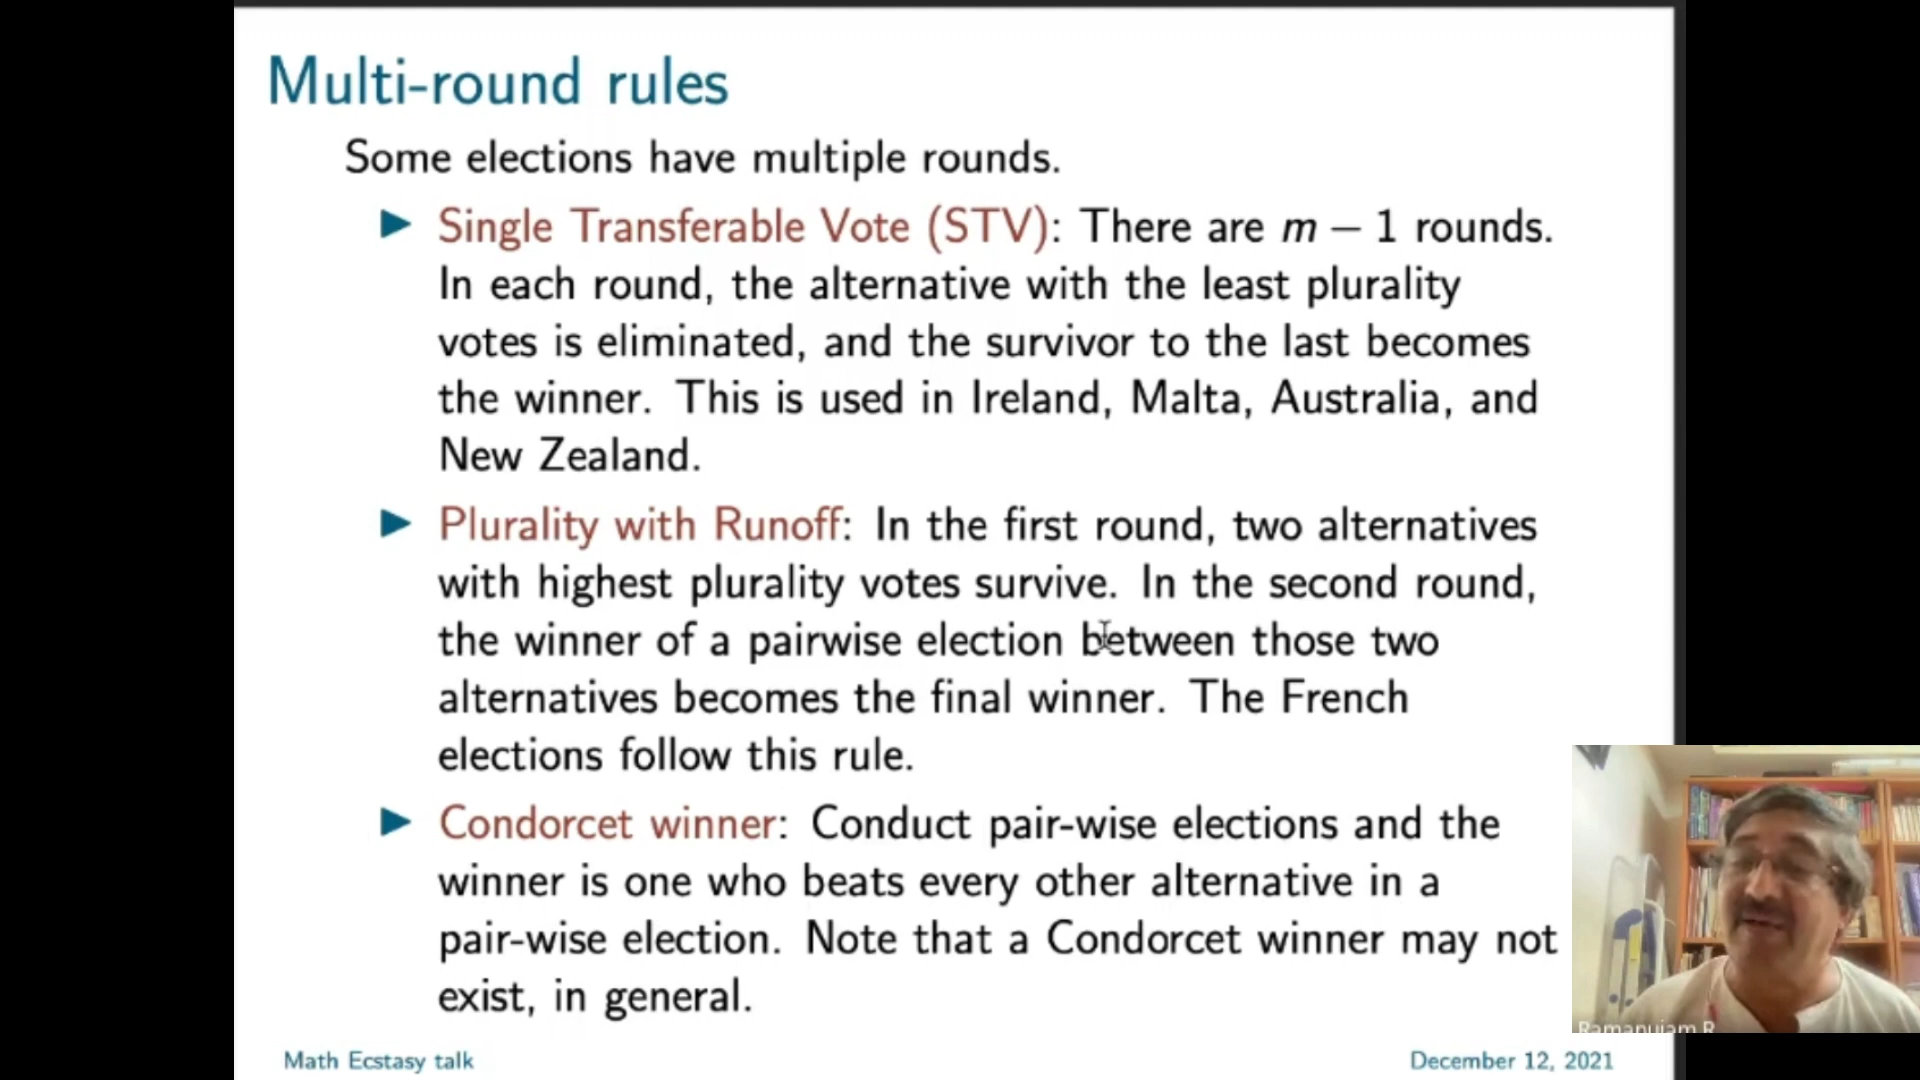 Multi-round rules
Some elections have multiple rounds.
▶ Single Transferable Vote (STV): There are m − 1 rounds.
In each round, the alternative with the least plurality
votes is eliminated, and the survivor to the last becomes
the winner. This is used in Ireland, Malta, Australia, and
New Zealand.
▶ Plurality with Runoff: In the first round, two alternatives
with highest plurality votes survive. In the second round,
the winner of a pairwise election between those two
alternatives becomes the final winner. The French
elections follow this rule.
▶ Condorcet winner: Conduct pair-wise elections and the
winner is one who beats every other alternative in a
pair-wise election. Note that a Condorcet winner may not
exist, in general.
Ramanujam R
Math Ecstasy talk
December 12, 2021